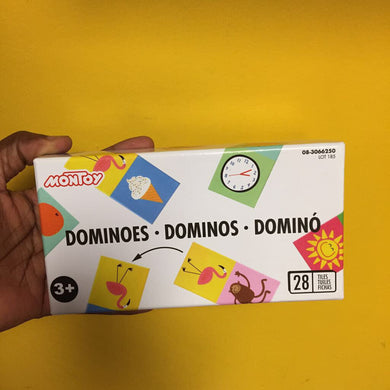 08-3066250
LOT 185
MONTOY
DOMINOES · DOMINOS · DOMINÓ
3+
28 TILES
TUILES
FICHAS